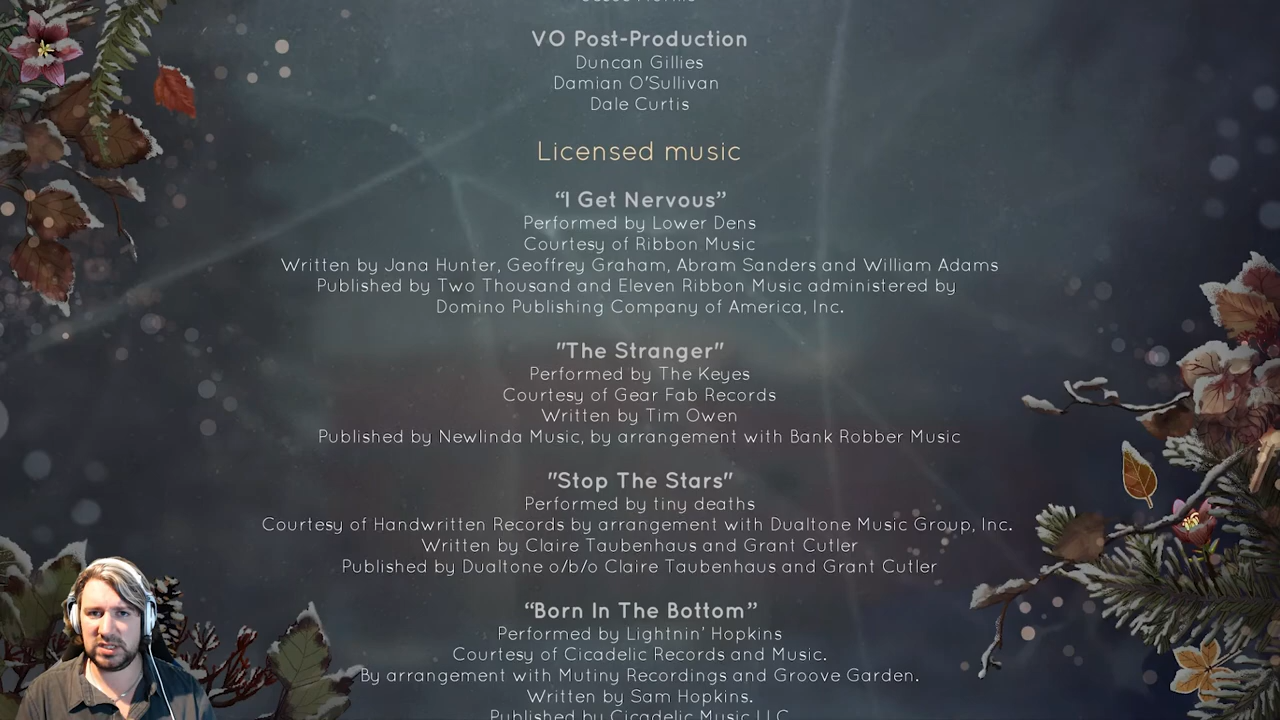 VO Post-Production
Duncan Gillies
Damian O'Sullivan
Dale Curtis
Licensed music
“I Get Nervous”
Performed by Lower Dens
Courtesy of Ribbon Music
Written by Jana Hunter, Geoffrey Graham, Abram Sanders and William Adams
Published by Two Thousand and Eleven Ribbon Music administered by
Domino Publishing Company of America, Inc.
"The Stranger"
Performed by The Keyes
Courtesy of Gear Fab Records
Written by Tim Owen
Published by Newlinda Music, by arrangement with Bank Robber Music
"Stop The Stars"
Performed by tiny deaths
Courtesy of Handwritten Records by arrangement with Dualtone Music Group, Inc.
Written by Claire Taubenhaus and Grant Cutler
Published by Dualtone o/b/o Claire Taubenhaus and Grant Cutler
“Born In The Bottom”
Performed by Lightnin’ Hopkins
Courtesy of Cicadelic Records and Music.
By arrangement with Mutiny Recordings and Groove Garden.
Written by Sam Hopkins.
Published by Cicadelic Music LLC